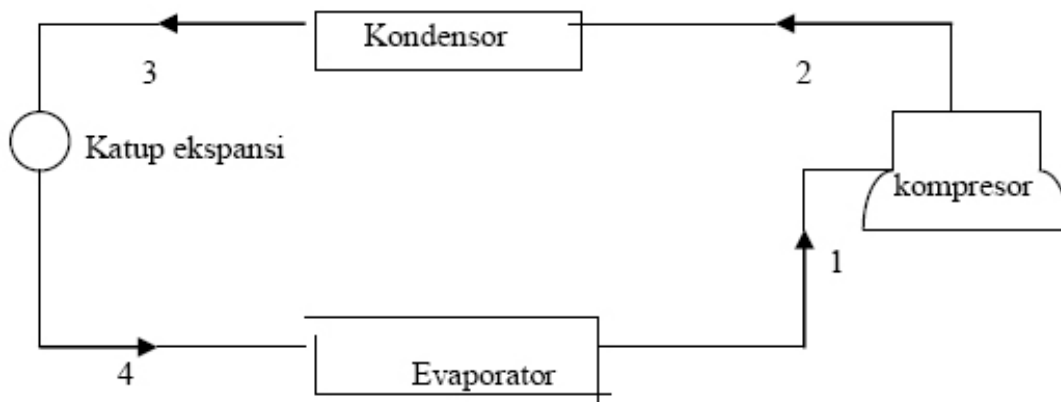 Kondensor
3
2
Katup ekspansi
kompresor
1
4
Evaporator